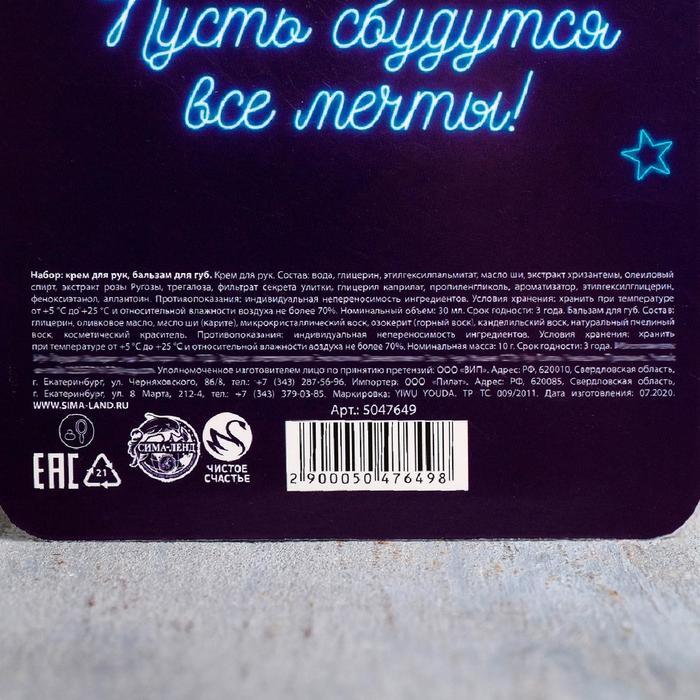 Пусть сбудутся
все мечты!
Набор: крем для рук, бальзам для губ. Крем для рук. Состав: вода, глицерин, этилгексилпальмитат, масло ши, экстракт хризантемы, олеиловый
спирт, экстракт розы Ругозы, трегалоза, фильтрат секрета улитки, глицерил каприлат, пропиленгликоль, ароматизатор, этилгексилглицерин,
феноксиэтанол, аллантоин. Противопоказания: индивидуальная непереносимость ингредиентов. Условия хранения: хранить при температуре
от +5 °С до +25 °С и относительной влажности воздуха не более 70%. Номинальный объем: 30 мл. Срок годности: 3 года. Бальзам для губ. Состав:
глицерин, оливковое масло, масло ши (карите), микрокристаллический воск, озокерит (горный воск), канделильский воск, натуральный пчелиный
воск, косметический краситель. Противопоказания: индивидуальная непереносимость ингредиентов. Условия хранения: хранить
при температуре от +5 °С до +25 °С и относительной влажности воздуха не более 70%. Номинальная масса: 10 г. Срок годности: 3 года.
Уполномоченное изготовителем лицо по принятию претензий: ООО «ВИП». Адрес: РФ, 620010, Свердловская область,
г. Екатеринбург, ул. Черняховского, 86/8, тел.: +7 (343) 287-56-96. Импортер: ООО «Пилат». Адрес: РФ, 620085, Свердловская область,
г. Екатеринбург, ул. 8 Марта, 212-4, тел.: +7 (343) 379-03-85. Маркировка: YIWU YOUDA. ТР ТС 009/2011. Дата изготовления: 07.2020.
WWW.SIMA-LAND.RU
Арт.: 5047649
ЕАС
21
СИМА-ЛЕНД
ЧИСТОЕ
СЧАСТЬЕ
2 900050 476498